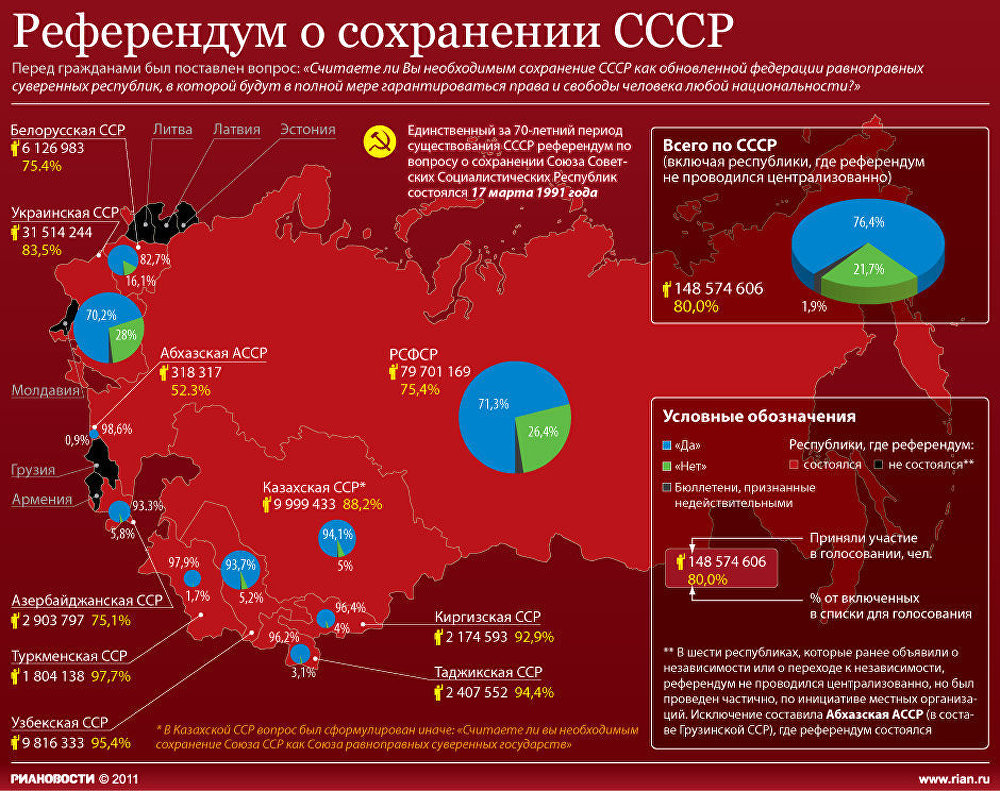 Референдум о сохранении СССР
Перед гражданами был поставлен вопрос: «Считаете ли Вы необходимым сохранение СССР как обновленной федерации равноправных
суверенных республик, в которой будут в полной мере гарантироваться права и свободы человека любой национальности?»
Белорусская ССР
6 126 983
75.4%
Литва
Латвия
Эстония
Украинская ССР
31 514 244
83,5%
82,7%
16,1%
70,2%
28%
Единственный за 70-летний период
существования СССР референдум по
вопросу о сохранении Союза Совет-
ских Социалистических Республик
состоялся 17 марта 1991 года
Всего по СССР
(включая республики, где референдум
не проводился централизованно)
76,4%
21,7%
1,9%
148 574 606
80,0%
Абхазская АССР
318 317
52.3%
Молдавия
0,9%
98,6%
Грузия
Армения
РСФСР
79 701 169
75,4%
71,3%
26,4%
Казахская ССР*
9 999 433 88,2%
94,1%
5%
93.3%
5,8%
97,9%
1,7%
93,7%
5,2%
96,4%
4%
96,2%
3,1%
Азербайджанская ССР
2 903 797 75,1%
Туркменская ССР
1 804 138 97,7%
Узбекская ССР
9 816 333 95,4%
Киргизская ССР
2 174 593 92,9%
Таджикская ССР
2 407 552 94,4%
Условные обозначения
«Да»
«Нет»
Бюллетени, признанные
недействительными
Республики, где референдум:
состоялся
не состоялся**
148 574 606
80,0%
Приняли участие
в голосовании, чел.
% от включенных
в списки для голосования
** В шести республиках, которые ранее объявили о
независимости или о переходе к независимости,
референдум не проводился централизованно, но был
проведен частично, по инициативе местных организа-
ций. Исключение составила Абхазская АССР (в соста-
ве Грузинской ССР), где референдум состоялся
* В Казахской ССР вопрос был сформулирован иначе: «Считаете ли вы необходимым
сохранение Союза ССР как Союза равноправных суверенных государств»
РИАНОВОСТИ © 2011
www.rian.ru